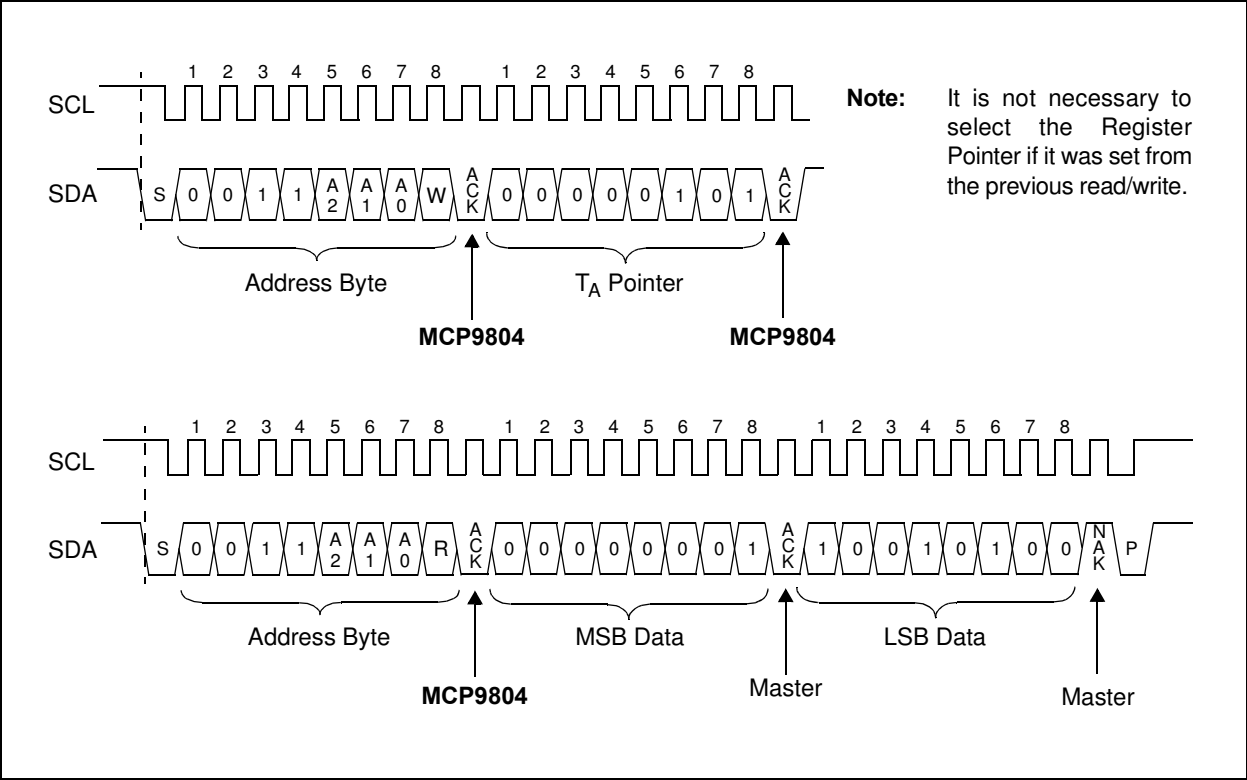 1 2 3 4 5 6 7 8 1 2 3 4 5 6 7 8
SCL
SDA S 0 0 1 1 A2 A1 A0 W ACK 0 0 0 0 0 1 0 1 ACK
Address Byte TA Pointer
MCP9804 MCP9804
Note: It is not necessary to
select the Register
Pointer if it was set from
the previous read/write.
1 2 3 4 5 6 7 8 1 2 3 4 5 6 7 8 1 2 3 4 5 6 7 8
SCL
SDA S 0 0 1 1 A2 A1 A0 R ACK 0 0 0 0 0 0 0 1 ACK 1 0 0 1 0 1 0 0 NAK P
Address Byte MSB Data LSB Data
MCP9804 Master Master